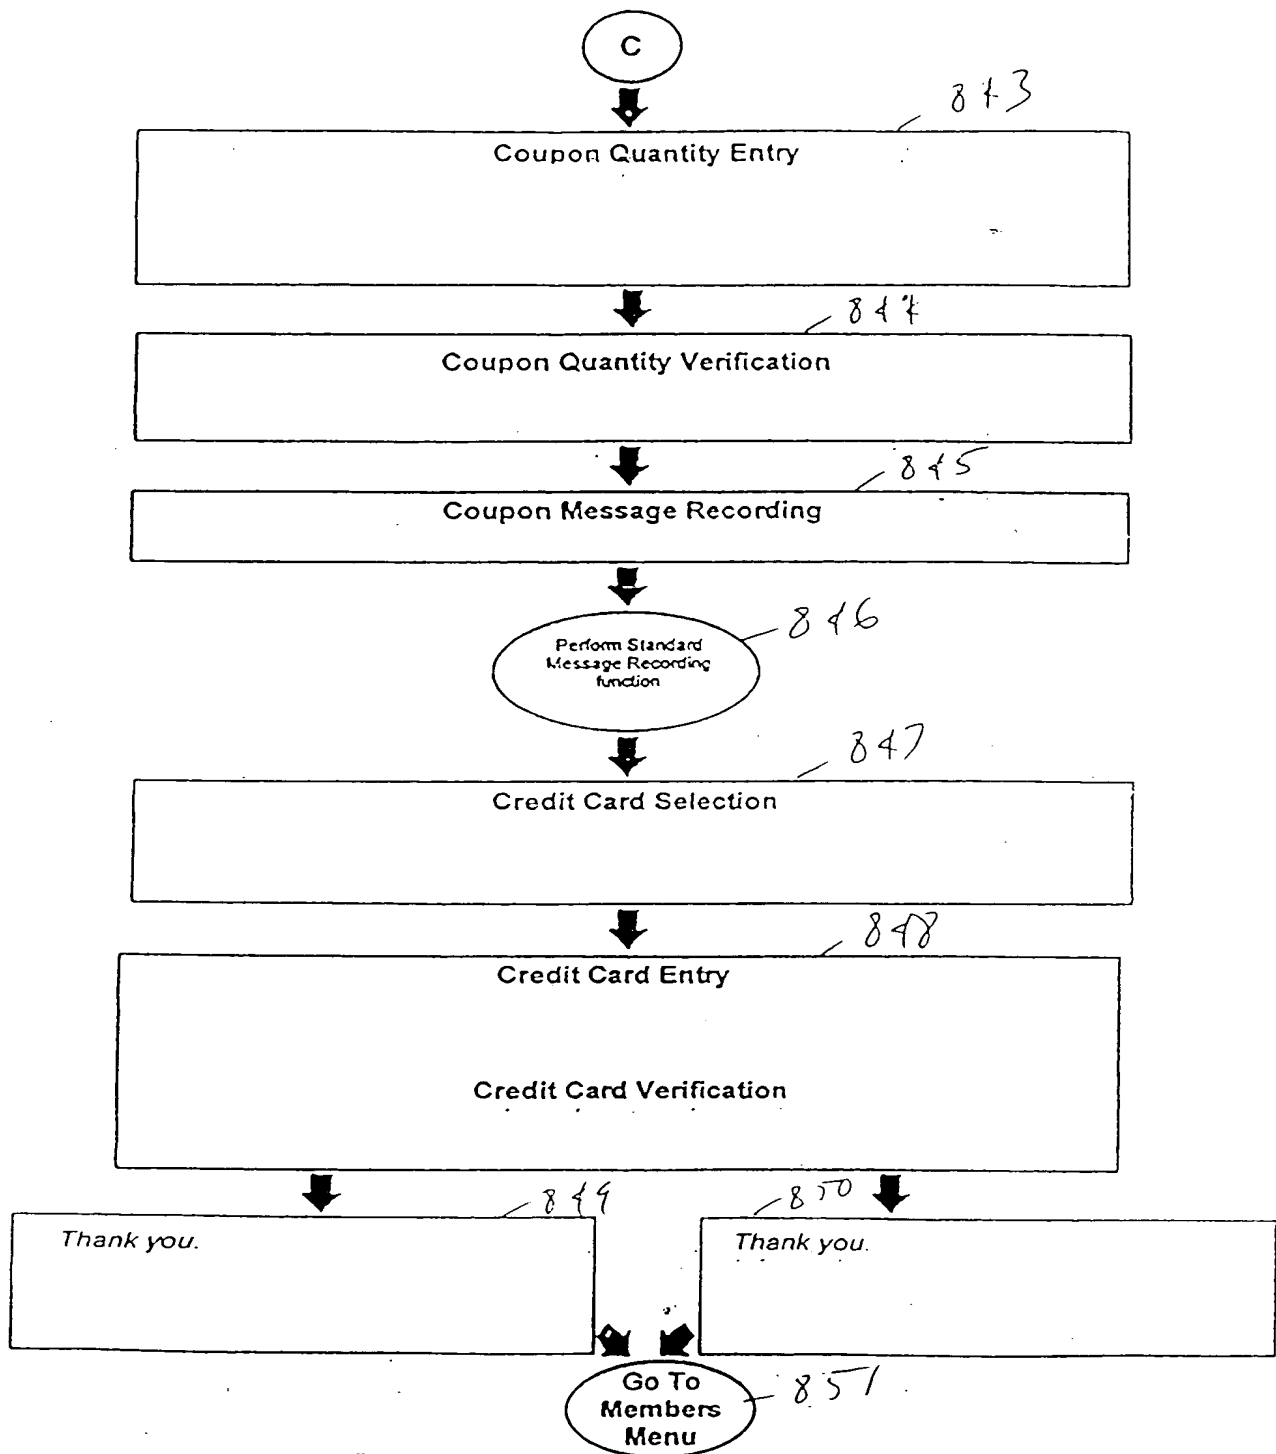 C
843
Coupon Quantity Entry
844
Coupon Quantity Verification
845
Coupon Message Recording
846
Perform Standard
Message Recording
function
847
Credit Card Selection
848
Credit Card Entry
Credit Card Verification
849
850
Thank you.
Thank you.
851
Go To
Members
Menu